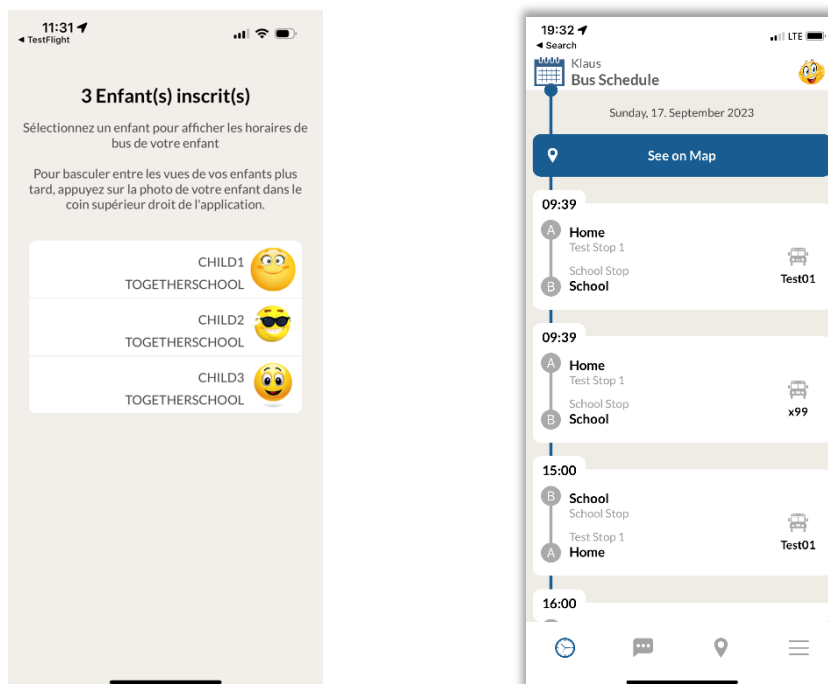 11:31
◀ TestFlight
3 Enfant(s) inscrit(s)
Sélectionnez un enfant pour afficher les horaires de
bus de votre enfant
Pour basculer entre les vues de vos enfants plus
tard, appuyez sur la photo de votre enfant dans le
coin supérieur droit de l'application.
CHILD1
TOGETHERSCHOOL
CHILD2
TOGETHERSCHOOL
CHILD3
TOGETHERSCHOOL
19:32
LTE
◀ Search
Klaus
Bus Schedule
Sunday, 17. September 2023
See on Map
09:39
A Home
Test Stop 1
School Stop
B School
Test01
09:39
A Home
Test Stop 1
School Stop
B School
x99
15:00
B School
School Stop
Test Stop 1
A Home
Test01
16:00